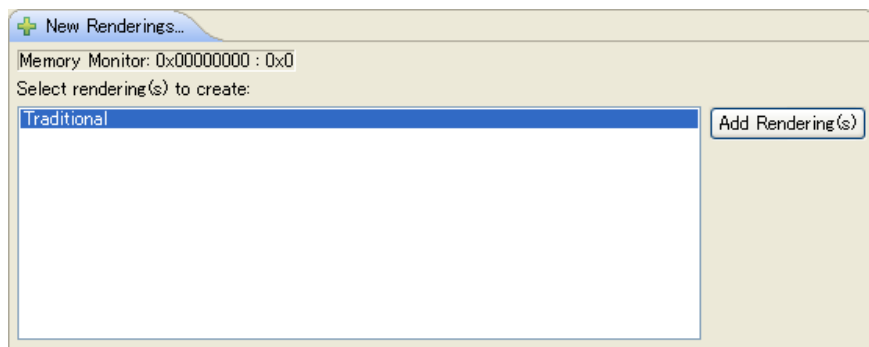 New Renderings...
Memory Monitor: 0x00000000 : 0x0
Select rendering(s) to create:
Traditional
Add Rendering(s)